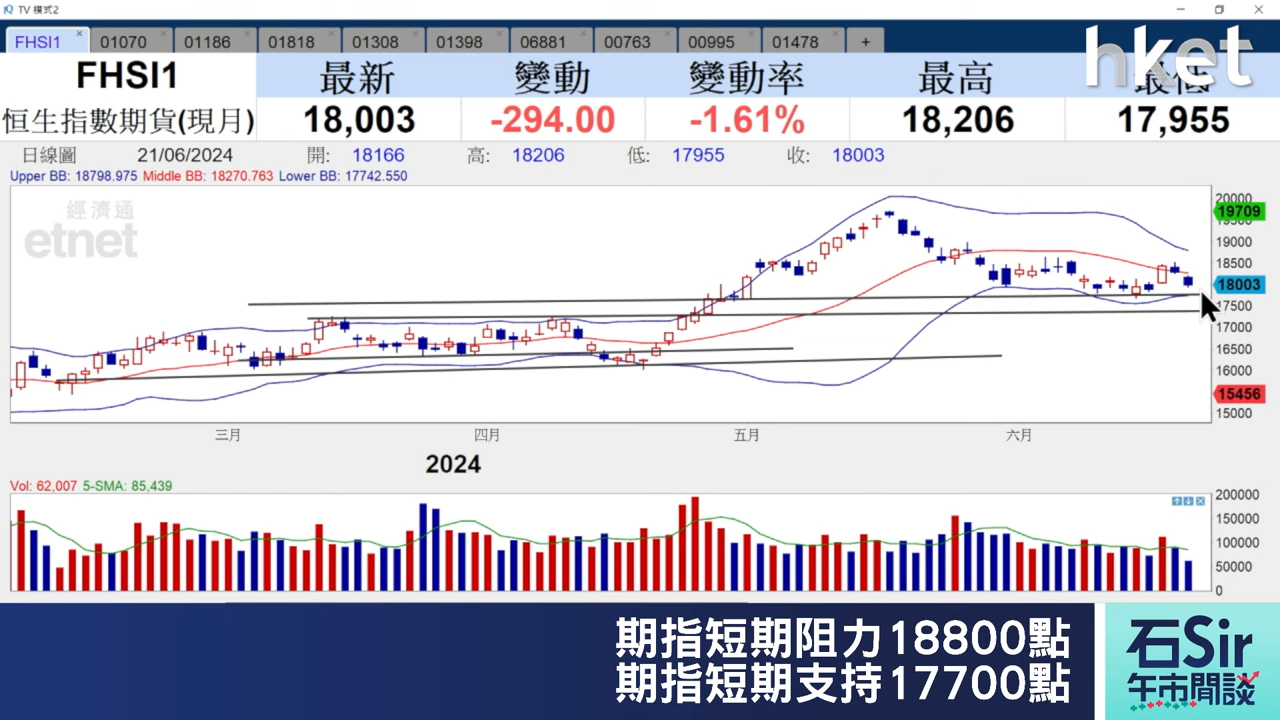 TV 模式2
FHSI1 01070 01186 01818 01308 01398 06881 00763 00995 01478 +
hket
FHSI1 最新 變動 變動率 最高 最低
恒生指數期貨(現月) 18,003 -294.00 -1.61% 18,206 17,955
日線圖 21/06/2024 開: 18166 高: 18206 低: 17955 收: 18003
Upper BB: 18798.975 Middle BB: 18270.763 Lower BB: 17742.550
經濟通
etnet
20000
19709
19000
18500
18003
17500
17000
16500
16000
15456
15000
三月 四月 五月 六月
2024
Vol: 62,007 5-SMA: 85,439
200000
150000
100000
50000
0
期指短期阻力18800點
期指短期支持17700點
石Sir
午市閒談